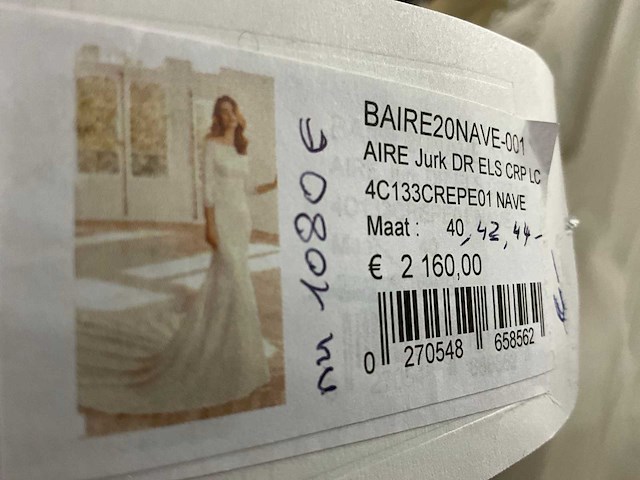 BAIRE20NAVE-001
AIRE Jurk DR ELS CRP LC
4C133CREPE01 NAVE
Maat : 40, 42, 44-
€ 2 160,00
0 270548 658562
nu 1080 €